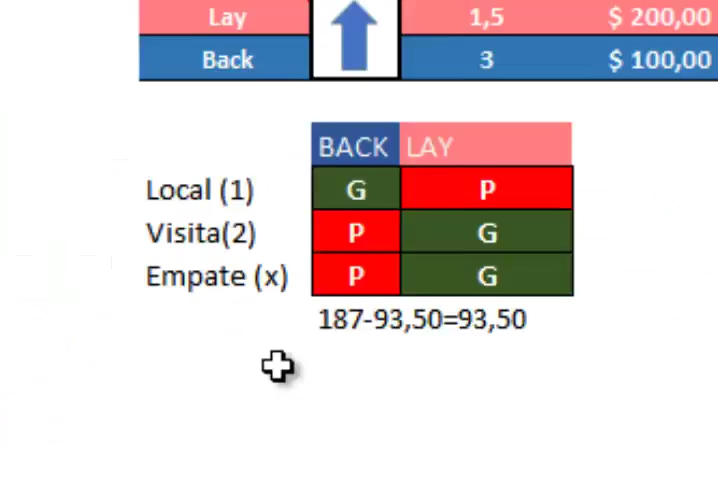 Lay 1,5 $ 200,00
Back 3 $ 100,00
BACK LAY
Local (1) G P
Visita(2) P G
Empate (x) P G
187-93,50=93,50